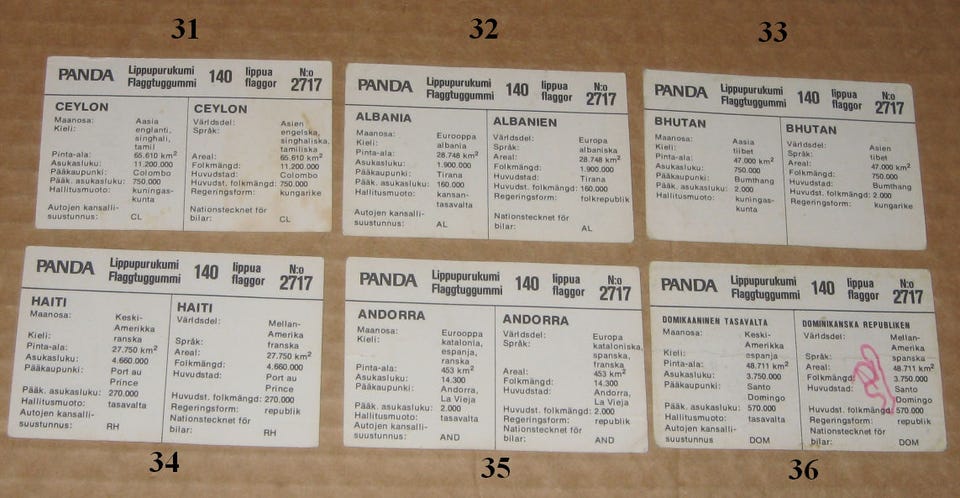 31
32
33
PANDA Lippupurukumi Flaggtuggummi 140 lippua flaggor N:o 2717
CEYLON
Maanosa: Aasia
Kieli: englanti,
singhali,
tamil
Pinta-ala: 65.610 km²
Asukasluku: 11.200.000
Pääkaupunki: Colombo
Pääk. asukasluku: 750.000
Hallitusmuoto: kuningas-
kunta
Autojen kansalli-
suustunnus: CL
CEYLON
Världsdel: Asien
Språk: engelska,
singhaliska,
tamiliska
Areal: 65.610 km²
Folkmängd: 11.200.000
Huvudstad: Colombo
Huvudst. folkmängd: 750.000
Regeringsform: kungarike
Nationstecknet för
bilar: CL
PANDA Lippupurukumi Flaggtuggummi 140 lippua flaggor N:o 2717
ALBANIA
Maanosa: Eurooppa
Kieli: albania
Pinta-ala: 28.748 km²
Asukasluku: 1.900.000
Pääkaupunki: Tirana
Pääk. asukasluku: 160.000
Hallitusmuoto: kansan-
tasavalta
Autojen kansalli-
suustunnus: AL
ALBANIEN
Världsdel: Europa
Språk: albaniska
Areal: 28.748 km²
Folkmängd: 1.900.000
Huvudstad: Tirana
Huvudst. folkmängd: 160.000
Regeringsform: folkrepublik
Nationstecknet för
bilar: AL
PANDA Lippupurukumi Flaggtuggummi 140 lippua flaggor N:o 2717
BHUTAN
Maanosa: Aasia
Kieli: tiibet
Pinta-ala: 47.000 km²
Asukasluku: 750.000
Pääkaupunki: Bumthang
Pääk. asukasluku: 2.000
Hallitusmuoto: kuningas-
kunta
BHUTAN
Världsdel: Asien
Språk: tibet
Areal: 47.000 km²
Folkmängd: 750.000
Huvudstad: Bumthang
Huvudst. folkmängd: 2.000
Regeringsform: kungarike
PANDA Lippupurukumi Flaggtuggummi 140 lippua flaggor N:o 2717
HAITI
Maanosa: Keski-
Amerikka
Kieli: ranska
Pinta-ala: 27.750 km²
Asukasluku: 4.660.000
Pääkaupunki: Port au
Prince
Pääk. asukasluku: 270.000
Hallitusmuoto: tasavalta
Autojen kansalli-
suustunnus: RH
HAITI
Världsdel: Mellan-
Amerika
Språk: franska
Areal: 27.750 km²
Folkmängd: 4.660.000
Huvudstad: Port au
Prince
Huvudst. folkmängd: 270.000
Regeringsform: republik
Nationstecknet för
bilar: RH
PANDA Lippupurukumi Flaggtuggummi 140 lippua flaggor N:o 2717
ANDORRA
Maanosa: Eurooppa
Kieli: katalonia,
espanja,
ranska
Pinta-ala: 453 km²
Asukasluku: 14.300
Pääkaupunki: Andorra,
La Vieja
Pääk. asukasluku: 2.000
Hallitusmuoto: tasavalta
Autojen kansalli-
suustunnus: AND
ANDORRA
Världsdel: Europa
Språk: kataloniska,
spanska,
franska
Areal: 453 km²
Folkmängd: 14.300
Huvudstad: Andorra,
La Vieja
Huvudst. folkmängd: 2.000
Regeringsform: republik
Nationstecknet för
bilar: AND
PANDA Lippupurukumi Flaggtuggummi 140 lippua flaggor N:o 2717
DOMIKAANINEN TASAVALTA
Maanosa: Keski-
Amerikka
Kieli: espanja
Pinta-ala: 48.711 km²
Asukasluku: 3.750.000
Pääkaupunki: Santo
Domingo
Pääk. asukasluku: 570.000
Hallitusmuoto: tasavalta
Autojen kansalli-
suustunnus: DOM
DOMINIKANSKA REPUBLIKEN
Världsdel: Mellan-
Amerika
Språk: spanska
Areal: 48.711 km²
Folkmängd: 3.750.000
Huvudstad: Santo
Domingo
Huvudst. folkmängd: 570.000
Regeringsform: republik
Nationstecknet för
bilar: DOM
34
35
36